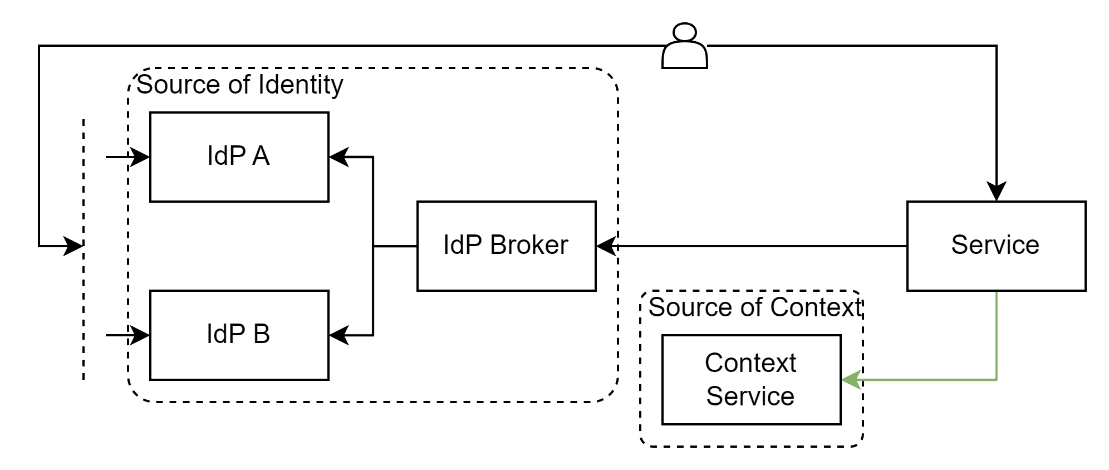 Source of Identity
IdP A
IdP Broker
Service
IdP B
Source of Context
Context
Service